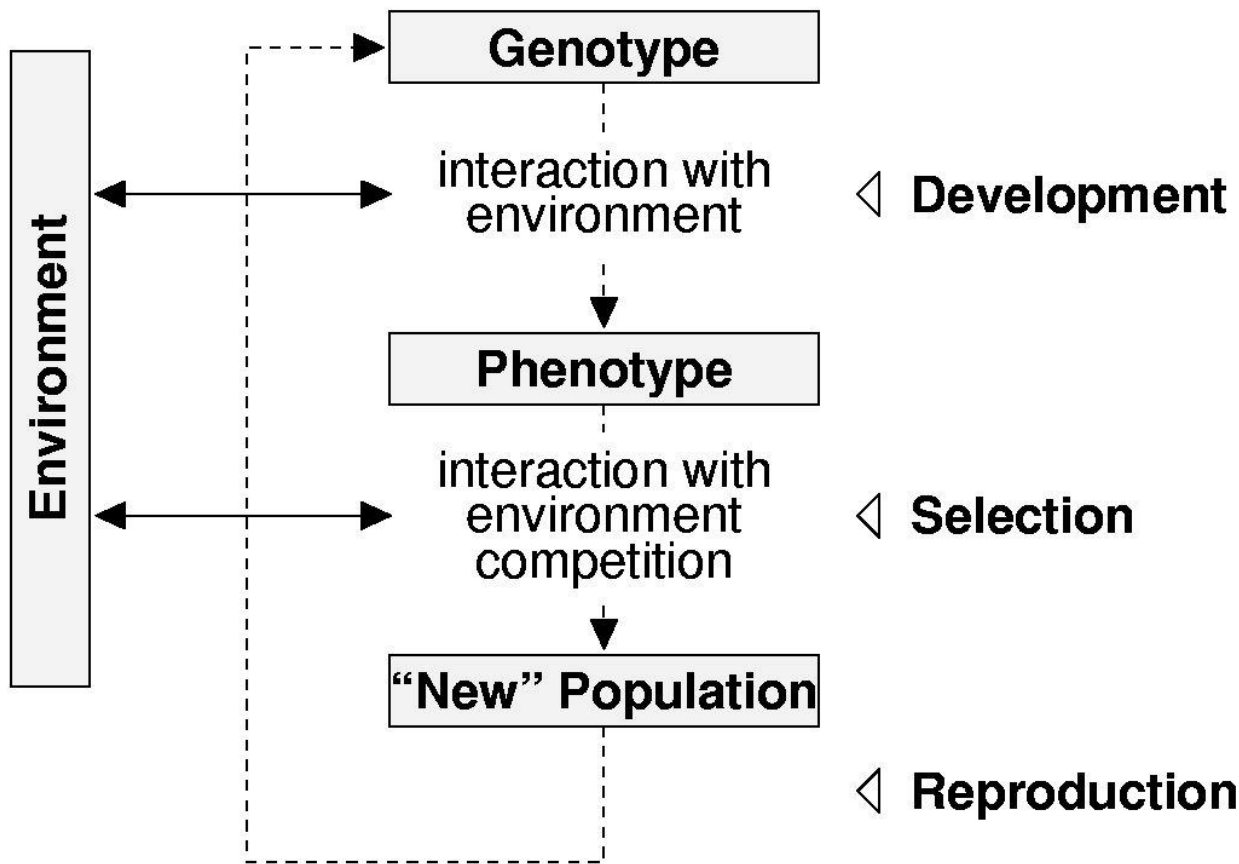 Genotype
interaction with
environment
Development
Environment
Phenotype
interaction with
environment
competition
Selection
“New” Population
Reproduction